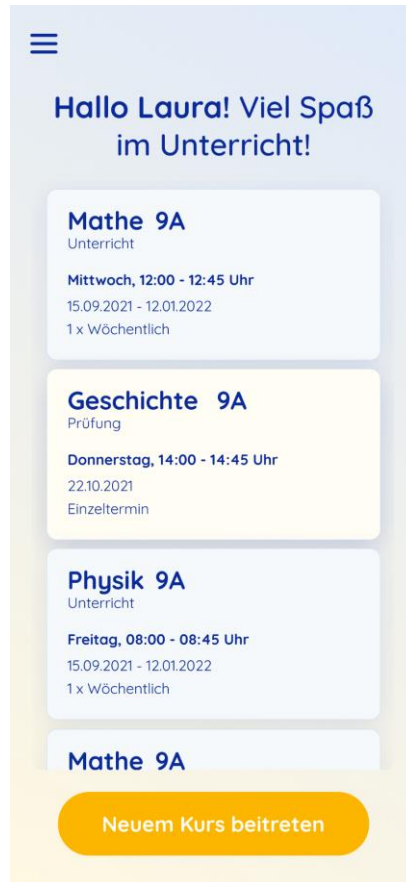 Hallo Laura! Viel Spaß
im Unterricht!
Mathe 9A
Unterricht
Mittwoch, 12:00 - 12:45 Uhr
15.09.2021 - 12.01.2022
1 x Wöchentlich
Geschichte 9A
Prüfung
Donnerstag, 14:00 - 14:45 Uhr
22.10.2021
Einzeltermin
Physik 9A
Unterricht
Freitag, 08:00 - 08:45 Uhr
15.09.2021 - 12.01.2022
1 x Wöchentlich
Mathe 9A
Neuem Kurs beitreten